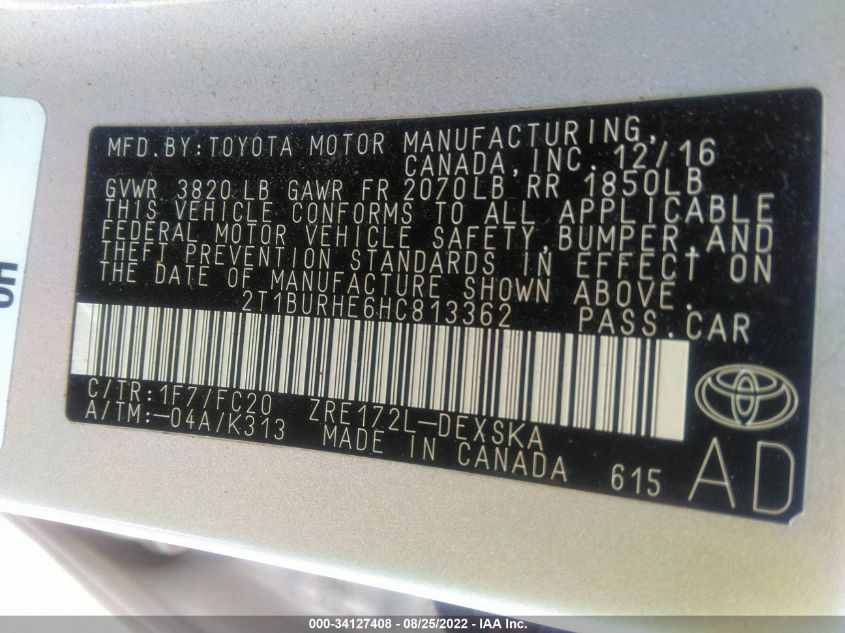 MFD.BY:TOYOTA MOTOR MANUFACTURING,
CANADA,INC. 12/16
GVWR 3820 LB GAWR FR 2070LB RR 1850LB
THIS VEHICLE CONFORMS TO ALL APPLICABLE
FEDERAL MOTOR VEHICLE SAFETY,BUMPER,AND
THEFT PREVENTION STANDARDS IN EFFECT ON
THE DATE OF MANUFACTURE SHOWN ABOVE.
2T1BURHE6HC813362 PASS.CAR
C/TR:1F7/FC20 ZRE172L-DEXSKA
A/TM:-04A/K313 MADE IN CANADA 615
AD
000-34127408 - 08/25/2022 - IAA Inc.